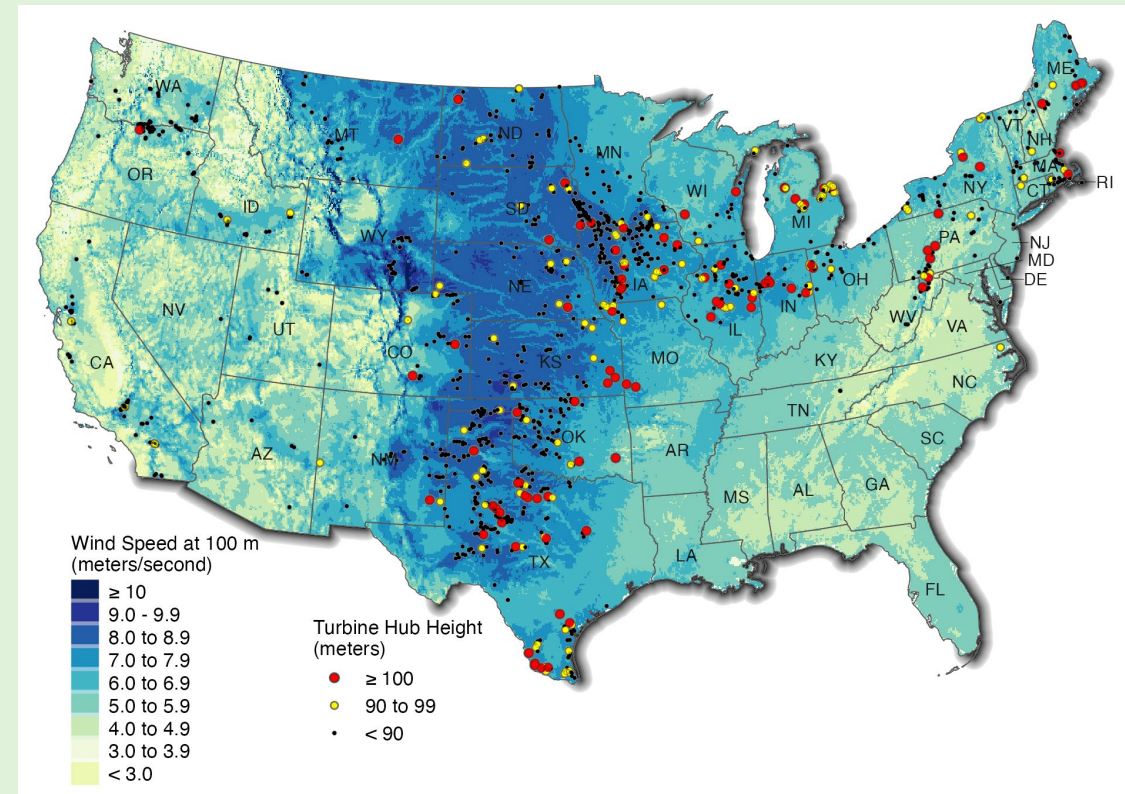 WA
MT
ND
MN
ME
VT
NH
MA
CT
RI
NY
OR
ID
WY
SD
WI
MI
PA
NJ
MD
DE
NE
IA
OH
IN
IL
WV
VA
NV
UT
CO
KS
MO
KY
CA
NC
TN
OK
AR
SC
AZ
NM
MS
AL
GA
TX
LA
FL
Wind Speed at 100 m
(meters/second)
≥ 10
9.0 - 9.9
8.0 to 8.9
7.0 to 7.9
6.0 to 6.9
5.0 to 5.9
4.0 to 4.9
3.0 to 3.9
< 3.0
Turbine Hub Height
(meters)
≥ 100
90 to 99
< 90